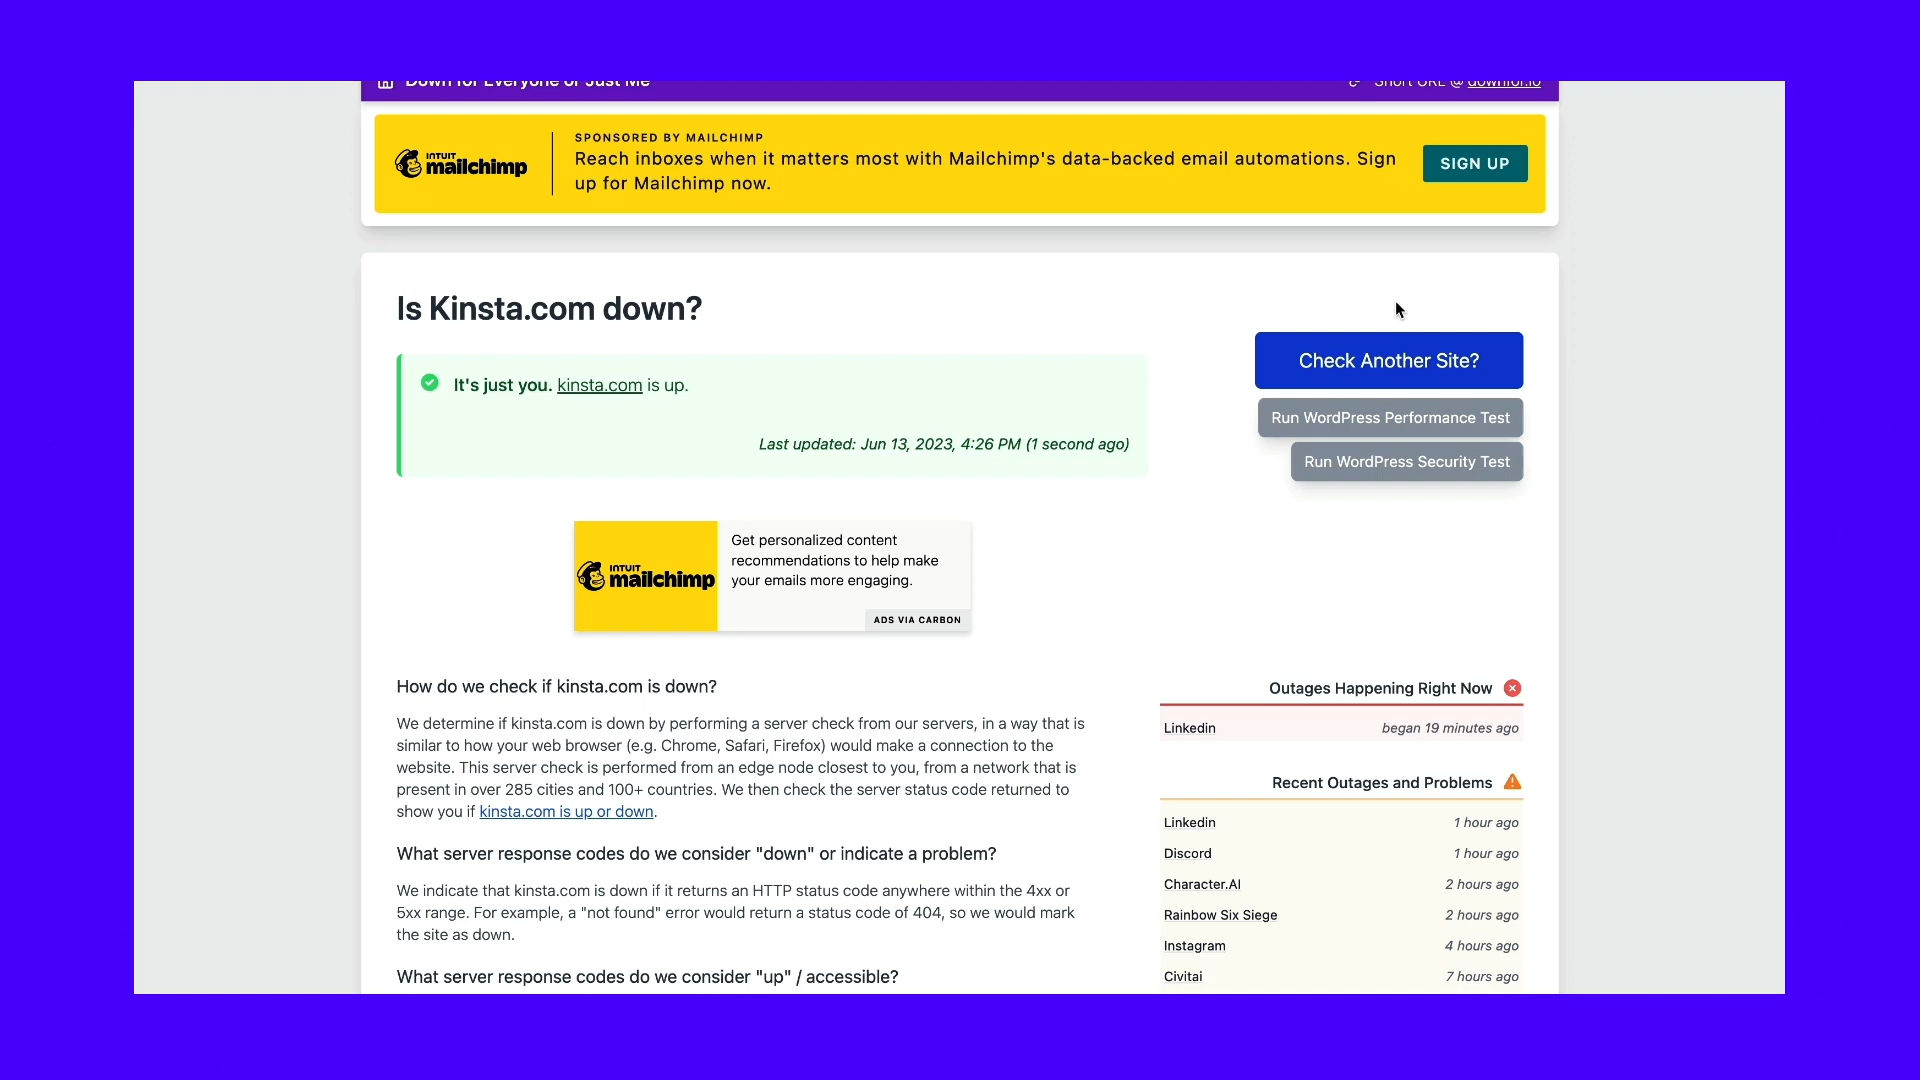 Down for Everyone or Just Me
Short URL @ downfor.io
INTUIT
mailchimp
SPONSORED BY MAILCHIMP
Reach inboxes when it matters most with Mailchimp's data-backed email automations. Sign
up for Mailchimp now.
SIGN UP
Is Kinsta.com down?
It's just you. kinsta.com is up.
Last updated: Jun 13, 2023, 4:26 PM (1 second ago)
Check Another Site?
Run WordPress Performance Test
Run WordPress Security Test
INTUIT
mailchimp
Get personalized content
recommendations to help make
your emails more engaging.
ADS VIA CARBON
How do we check if kinsta.com is down?
We determine if kinsta.com is down by performing a server check from our servers, in a way that is
similar to how your web browser (e.g. Chrome, Safari, Firefox) would make a connection to the
website. This server check is performed from an edge node closest to you, from a network that is
present in over 285 cities and 100+ countries. We then check the server status code returned to
show you if kinsta.com is up or down.
What server response codes do we consider "down" or indicate a problem?
We indicate that kinsta.com is down if it returns an HTTP status code anywhere within the 4xx or
5xx range. For example, a "not found" error would return a status code of 404, so we would mark
the site as down.
What server response codes do we consider "up" / accessible?
Outages Happening Right Now
Linkedin began 19 minutes ago
Recent Outages and Problems
Linkedin 1 hour ago
Discord 1 hour ago
Character.AI 2 hours ago
Rainbow Six Siege 2 hours ago
Instagram 4 hours ago
Civitai 7 hours ago